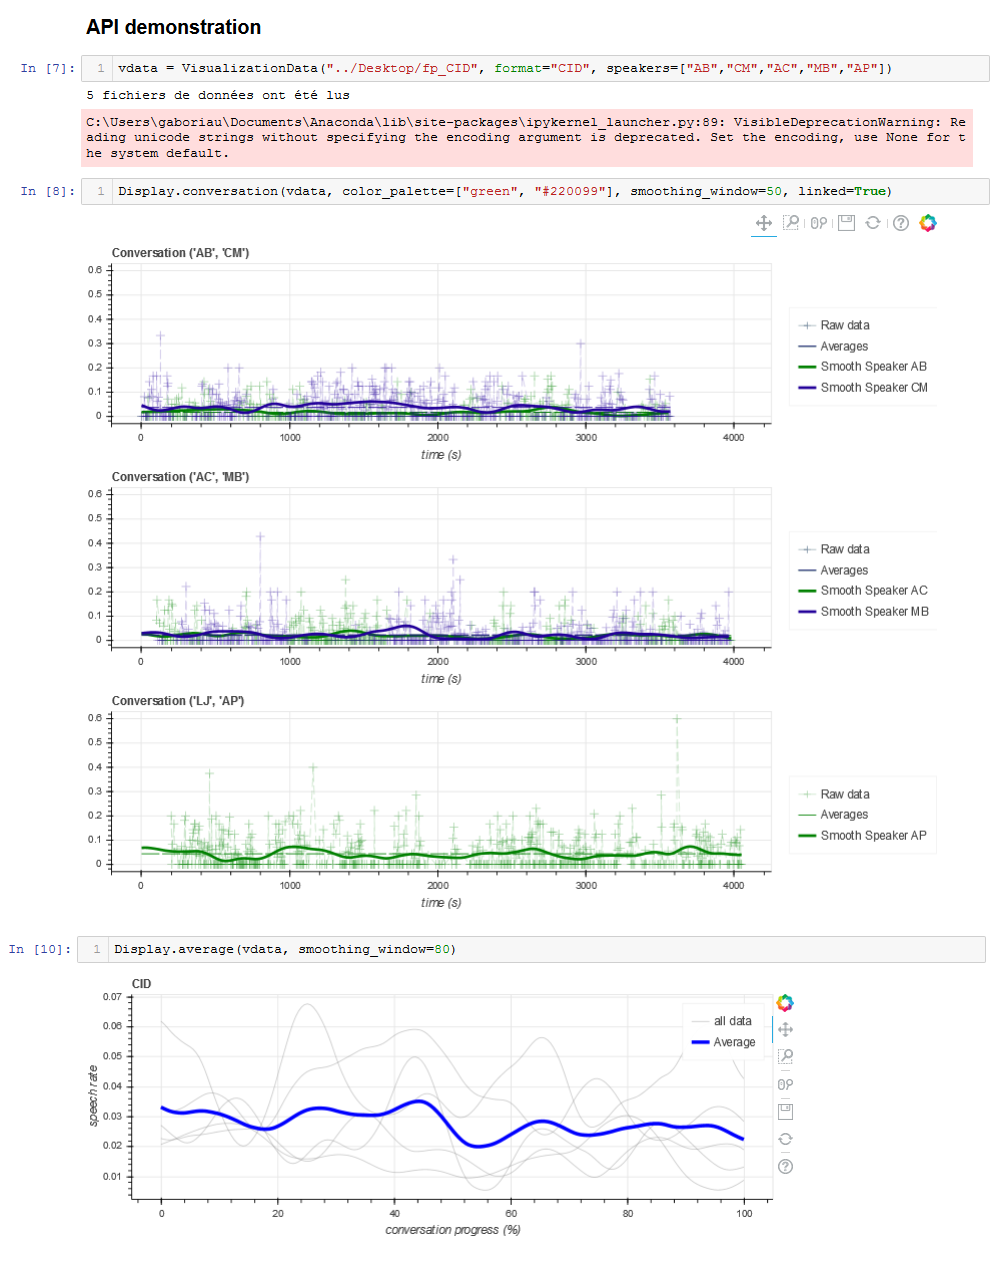 API demonstration
In [7]:
1 vdata = VisualizationData("../Desktop/fp_CID", format="CID", speakers=["AB","CM","AC","MB","AP"])
5 fichiers de données ont été lus
C:\Users\gaboriau\Documents\Anaconda\lib\site-packages\ipykernel_launcher.py:89: VisibleDeprecationWarning: Re
ading unicode strings without specifying the encoding argument is deprecated. Set the encoding, use None for t
he system default.
In [8]:
1 Display.conversation(vdata, color_palette=["green", "#220099"], smoothing_window=50, linked=True)
Conversation ('AB', 'CM')
0.6
0.5
0.4
0.3
0.2
0.1
0
0 1000 2000 3000 4000
time (s)
Raw data
Averages
Smooth Speaker AB
Smooth Speaker CM
Conversation ('AC', 'MB')
0.6
0.5
0.4
0.3
0.2
0.1
0
0 1000 2000 3000 4000
time (s)
Raw data
Averages
Smooth Speaker AC
Smooth Speaker MB
Conversation ('LJ', 'AP')
0.6
0.5
0.4
0.3
0.2
0.1
0
0 1000 2000 3000 4000
time (s)
Raw data
Averages
Smooth Speaker AP
In [10]:
1 Display.average(vdata, smoothing_window=80)
CID
0.07
0.06
0.05
0.04
0.03
0.02
0.01
speech rate
0 20 40 60 80 100
conversation progress (%)
all data
Average